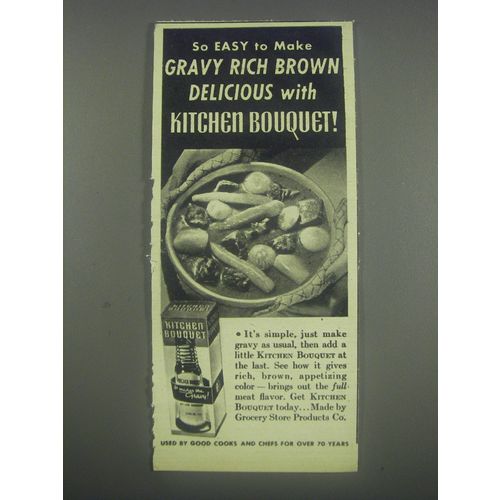 So EASY to Make
GRAVY RICH BROWN
DELICIOUS with
KITCHEN BOUQUET!
KITCHEN
BOUQUET
KITCHEN BOUQUET
Gravy!
• It's simple, just make
gravy as usual, then add a
little KITCHEN BOUQUET at
the last. See how it gives
rich, brown, appetizing
color — brings out the full-
meat flavor. Get KITCHEN
BOUQUET today... Made by
Grocery Store Products Co.
USED BY GOOD COOKS AND CHEFS FOR OVER 70 YEARS